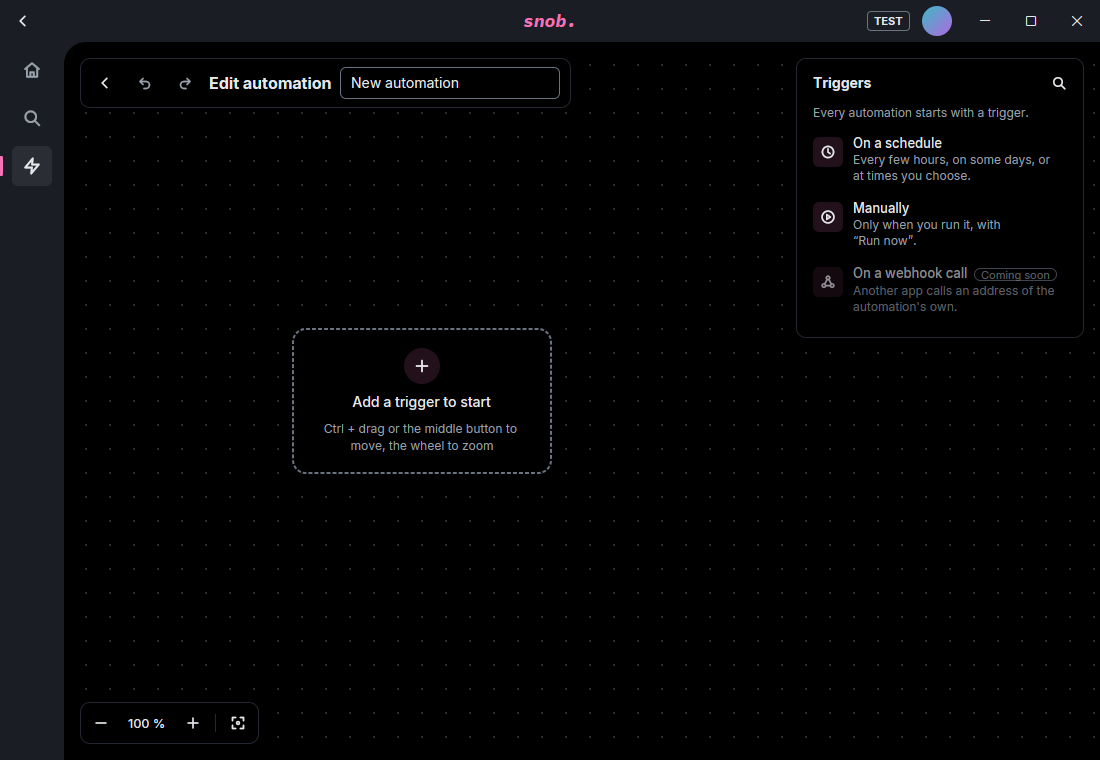 snob.
TEST
Edit automation
New automation
Triggers
Every automation starts with a trigger.
On a schedule
Every few hours, on some days, or
at times you choose.
Manually
Only when you run it, with
“Run now”.
On a webhook call
Coming soon
Another app calls an address of the
automation's own.
Add a trigger to start
Ctrl + drag or the middle button to
move, the wheel to zoom
100 %